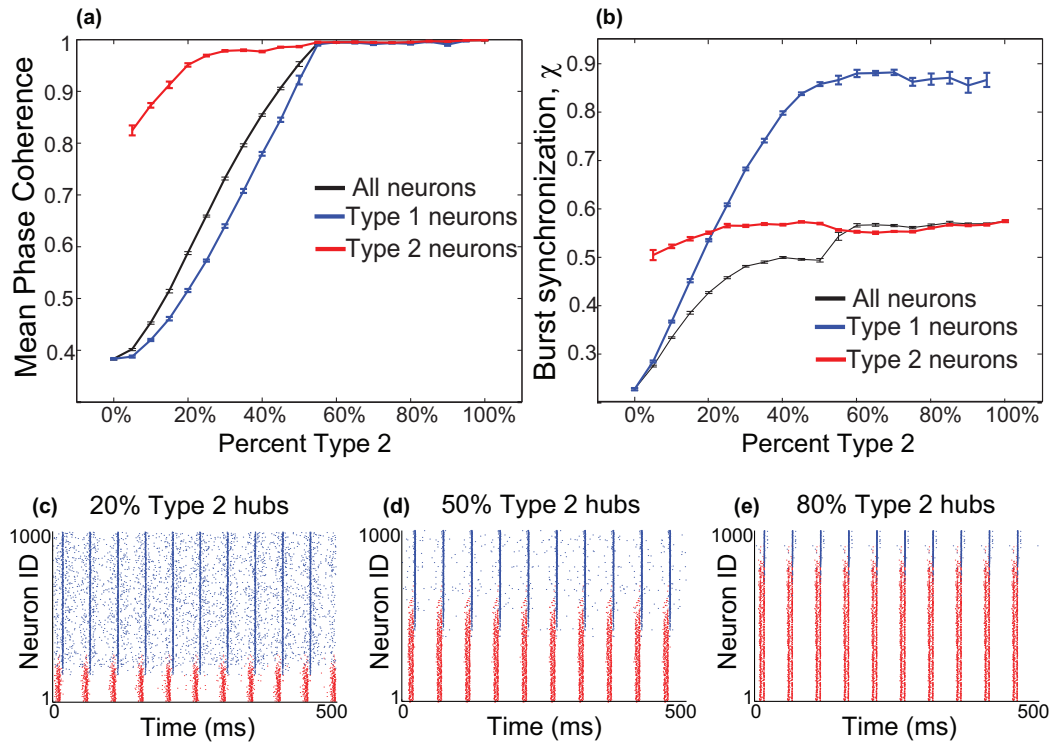 (a)
Mean Phase Coherence
1
0.9
0.8
0.7
0.6
0.5
0.4
All neurons
Type 1 neurons
Type 2 neurons
0% 20% 40% 60% 80% 100%
Percent Type 2
(b)
Burst synchronization, χ
0.9
0.8
0.7
0.6
0.5
0.4
0.3
All neurons
Type 1 neurons
Type 2 neurons
0% 20% 40% 60% 80% 100%
Percent Type 2
(c) 20% Type 2 hubs
Neuron ID
1000
1
0 500
Time (ms)
(d) 50% Type 2 hubs
Neuron ID
1000
1
0 500
Time (ms)
(e) 80% Type 2 hubs
Neuron ID
1000
1
0 500
Time (ms)